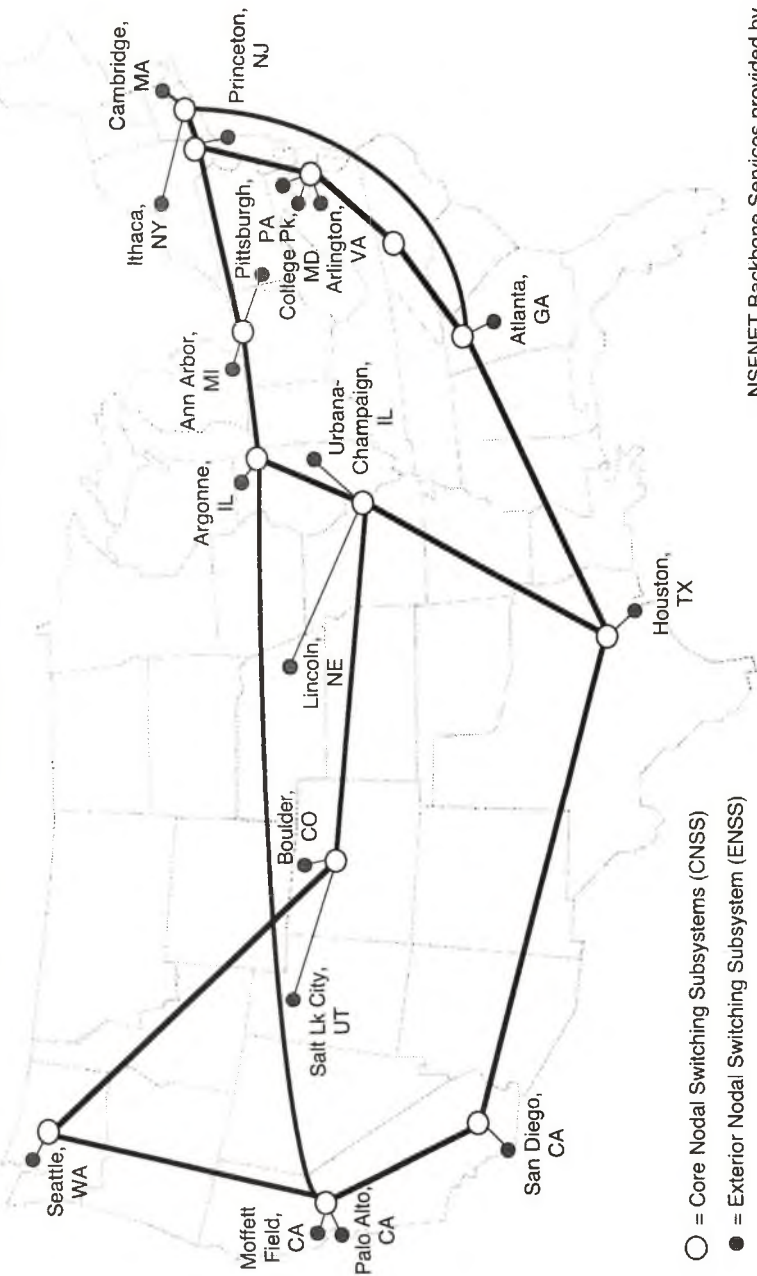 Seattle,
WA
Moffett
Field,
CA
Palo Alto,
CA
San Diego,
CA
Salt Lk City,
UT
Boulder,
CO
Lincoln,
NE
Houston,
TX
Argonne,
IL
Urbana-
Champaign,
IL
Ann Arbor,
MI
Pittsburgh,
PA
College Pk,
MD
Arlington,
VA
Atlanta,
GA
Ithaca,
NY
Cambridge,
MA
Princeton,
NJ
= Core Nodal Switching Subsystems (CNSS)
= Exterior Nodal Switching Subsystem (ENSS)
NSFNET Backbone Services provided by